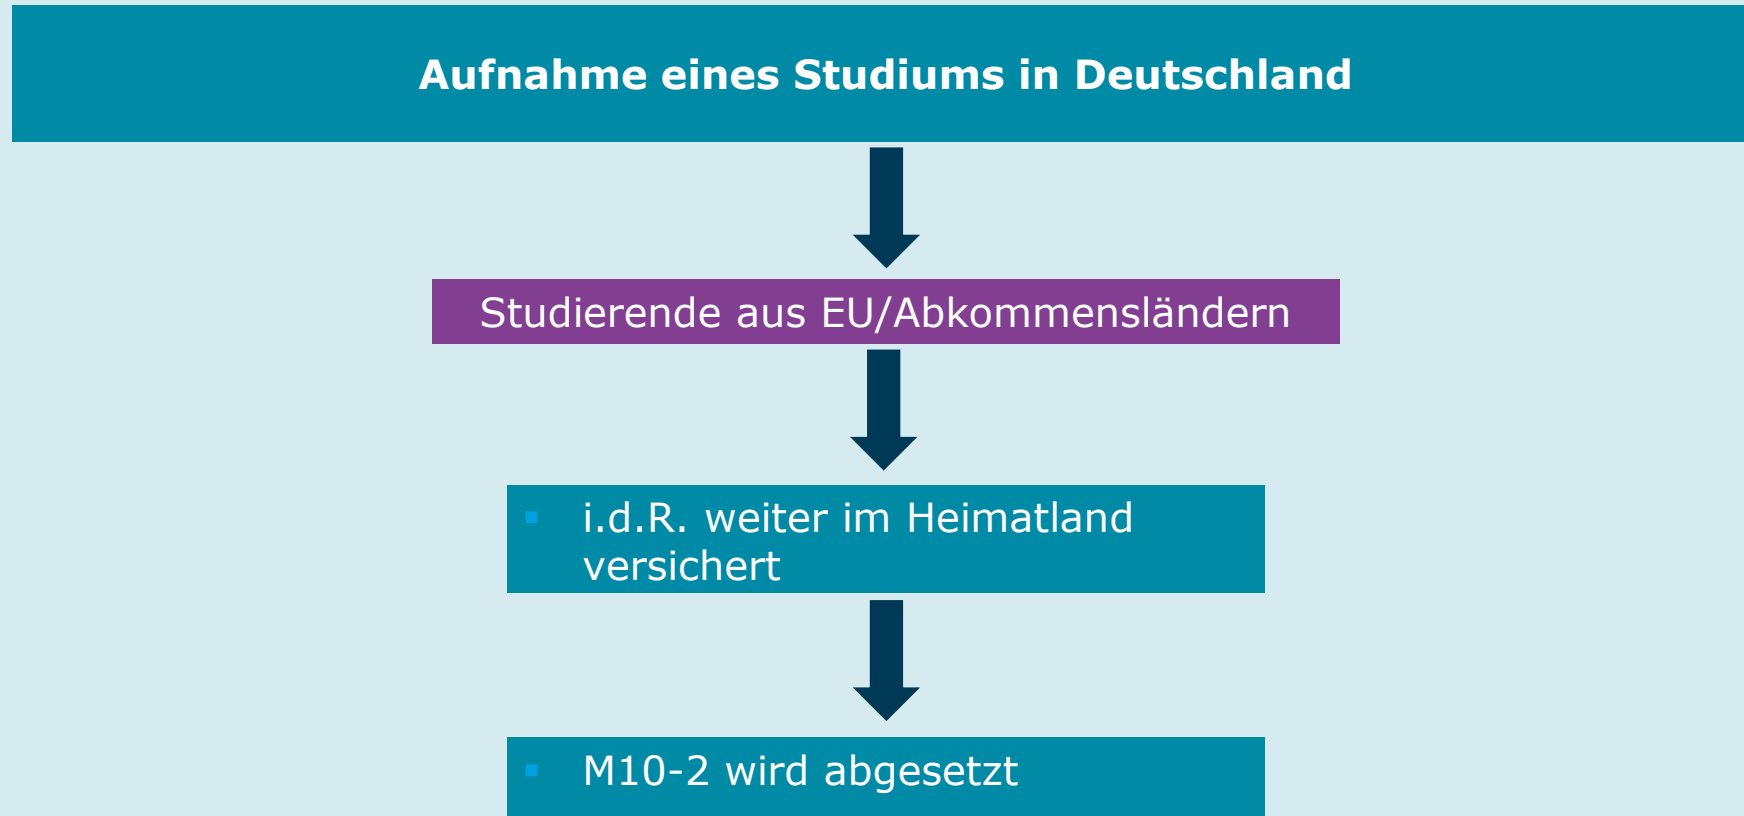 Aufnahme eines Studiums in Deutschland
Studierende aus EU/Abkommensländern
i.d.R. weiter im Heimatland
versichert
M10-2 wird abgesetzt